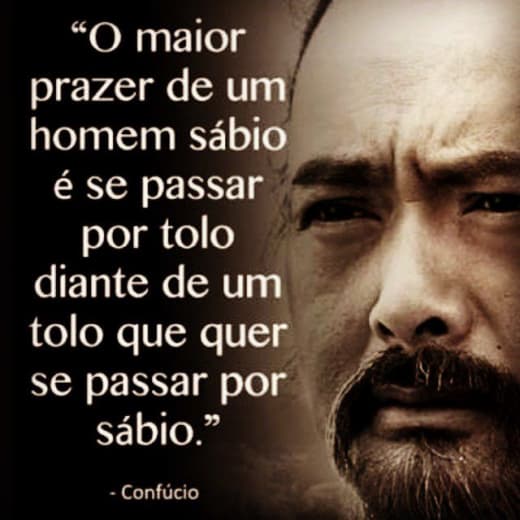 “O maior
prazer de um
homem sábio
é se passar
por tolo
diante de um
tolo que quer
se passar por
sábio.”
- Confúcio